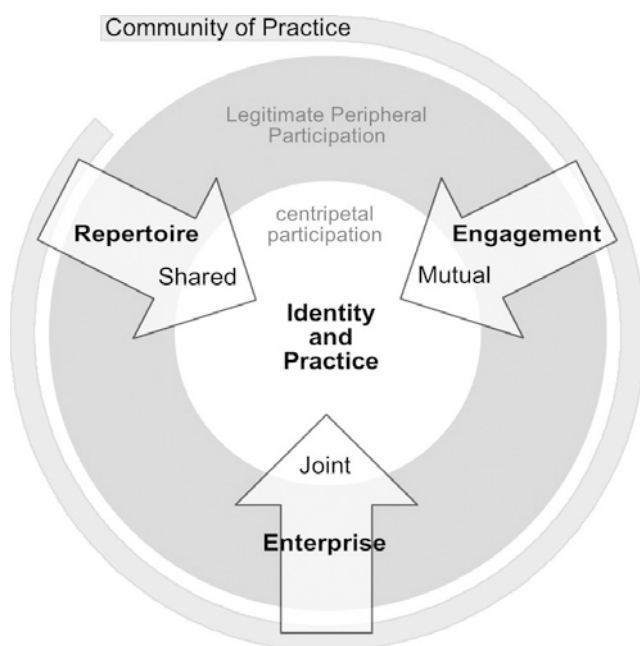 Community of Practice
Legitimate Peripheral
Participation
centripetal
participation
Repertoire
Shared
Engagement
Mutual
Identity
and
Practice
Joint
Enterprise